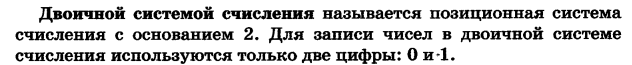 Двоичной системой счисления называется позиционная система
счисления с основанием 2. Для записи чисел в двоичной системе
счисления используются только две цифры: 0 и 1.